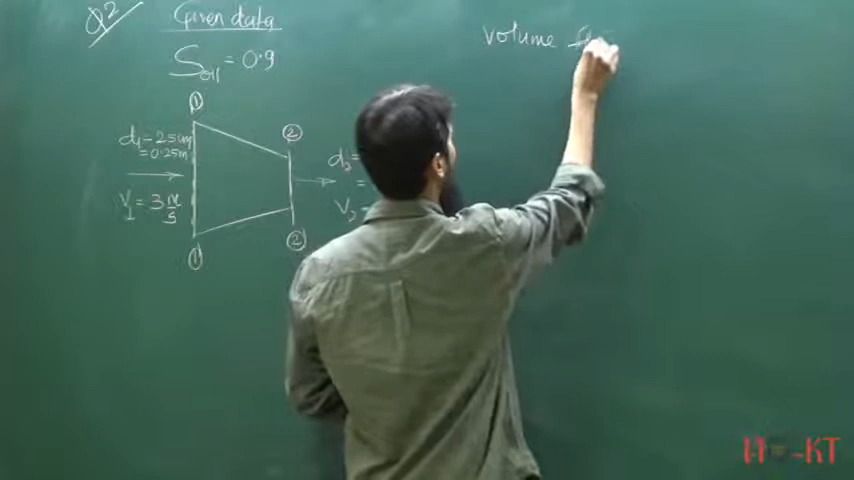 Q2 Given data
Soil = 0.9
①
②
d1 = 25cm
= 0.25m
V1 = 3 m/s
d2 =
=
V2 =
①
②
volume
-KT